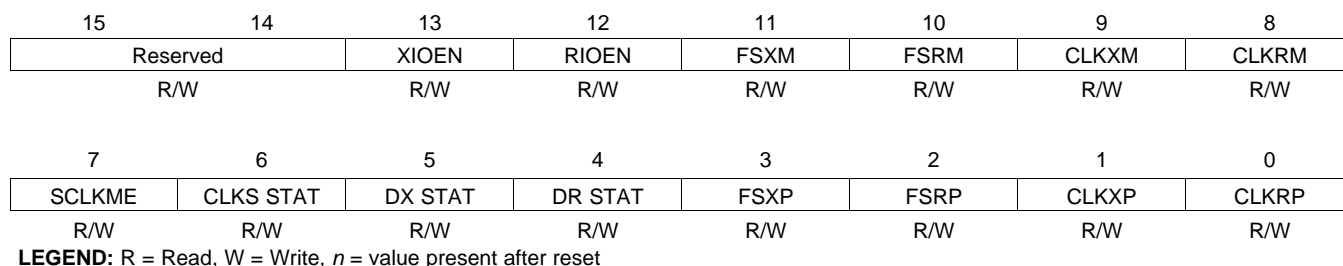 15 14 13 12 11 10 9 8
Reserved XIOEN RIOEN FSXM FSRM CLKXM CLKRM
R/W R/W R/W R/W R/W R/W R/W
7 6 5 4 3 2 1 0
SCLKME CLKS STAT DX STAT DR STAT FSXP FSRP CLKXP CLKRP
R/W R/W R/W R/W R/W R/W R/W R/W
LEGEND: R = Read, W = Write, n = value present after reset